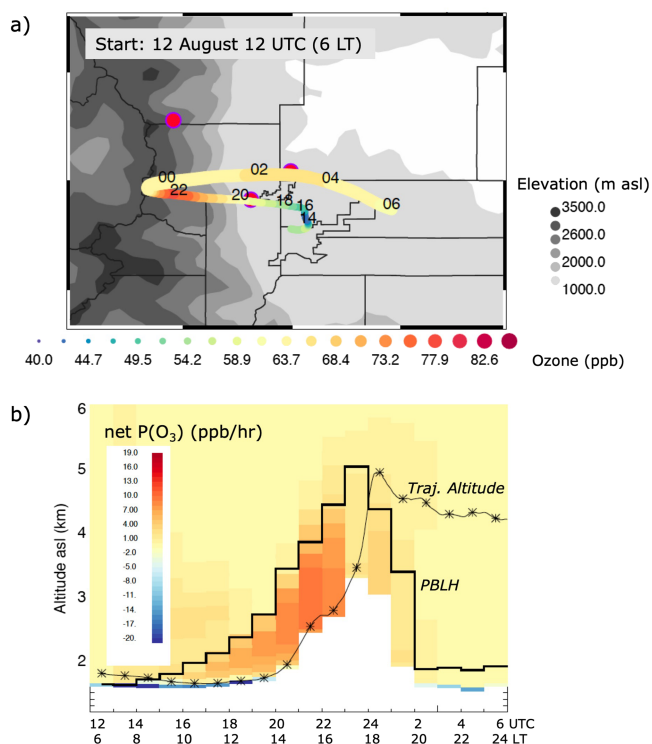 a)
Start: 12 August 12 UTC (6 LT)
00
02
04
22
20
18
16
06
14
Elevation (m asl)
3500.0
2600.0
2000.0
1000.0
40.0 44.7 49.5 54.2 58.9 63.7 68.4 73.2 77.9 82.6 Ozone (ppb)
b)
6
net P(O3) (ppb/hr)
19.0
16.0
13.0
10.0
7.00
4.00
1.00
-2.0
-5.0
-8.0
-11.
-14.
-17.
-20.
5
Traj. Altitude
4
PBLH
3
2
Altitude asl (km)
12 14 16 18 20 22 24 2 4 6 UTC
6 8 10 12 14 16 18 20 22 24 LT